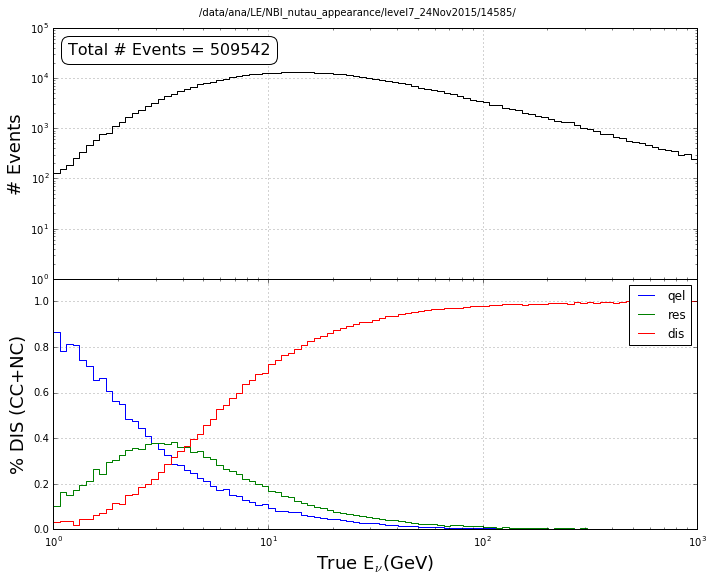 /data/ana/LE/NBI_nutau_appearance/level7_24Nov2015/14585/
10^5
Total # Events = 509542
10^4
10^3
10^2
10^1
10^0
# Events
1.0
0.8
0.6
0.4
0.2
0.0
% DIS (CC+NC)
qel
res
dis
10^0 10^1 10^2 10^3
True E_ν(GeV)